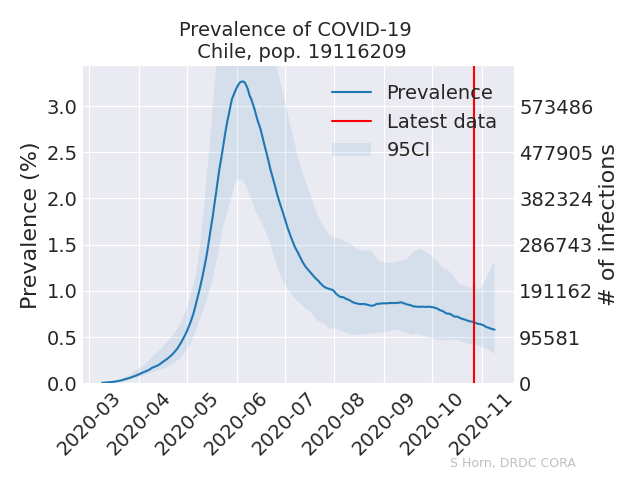 Prevalence of COVID-19
Chile, pop. 19116209
Prevalence
Latest data
95CI
Prevalence (%)
3.0
2.5
2.0
1.5
1.0
0.5
0.0
573486
477905
382324
286743
191162
95581
0
# of infections
2020-03
2020-04
2020-05
2020-06
2020-07
2020-08
2020-09
2020-10
2020-11
S Horn, DRDC CORA